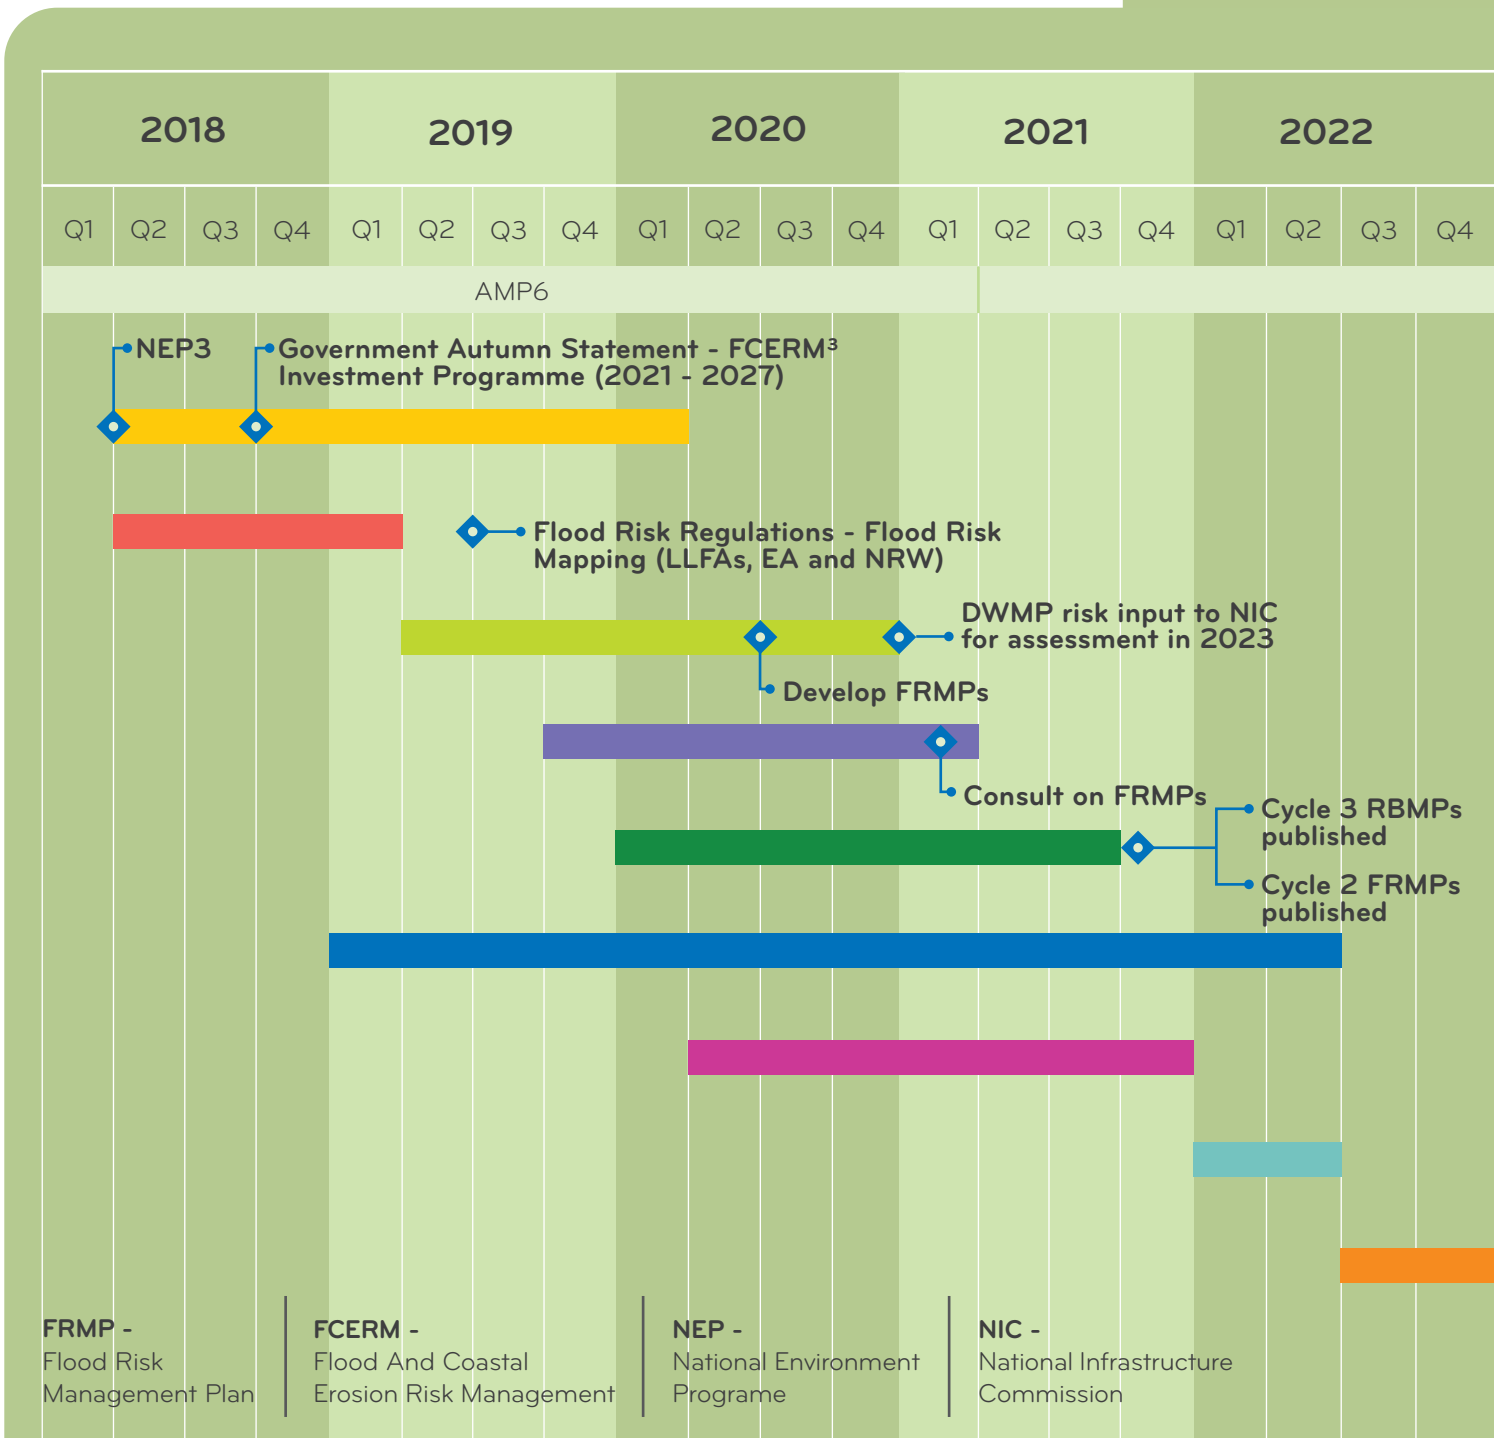 2018 2019 2020 2021 2022
Q1 Q2 Q3 Q4 Q1 Q2 Q3 Q4 Q1 Q2 Q3 Q4 Q1 Q2 Q3 Q4 Q1 Q2 Q3 Q4
AMP6
NEP3
Government Autumn Statement - FCERM³
Investment Programme (2021 - 2027)
Flood Risk Regulations - Flood Risk
Mapping (LLFAs, EA and NRW)
DWMP risk input to NIC
for assessment in 2023
Develop FRMPs
Consult on FRMPs
Cycle 3 RBMPs
published
Cycle 2 FRMPs
published
FRMP -
Flood Risk
Management Plan
FCERM -
Flood And Coastal
Erosion Risk Management
NEP -
National Environment
Programe
NIC -
National Infrastructure
Commission